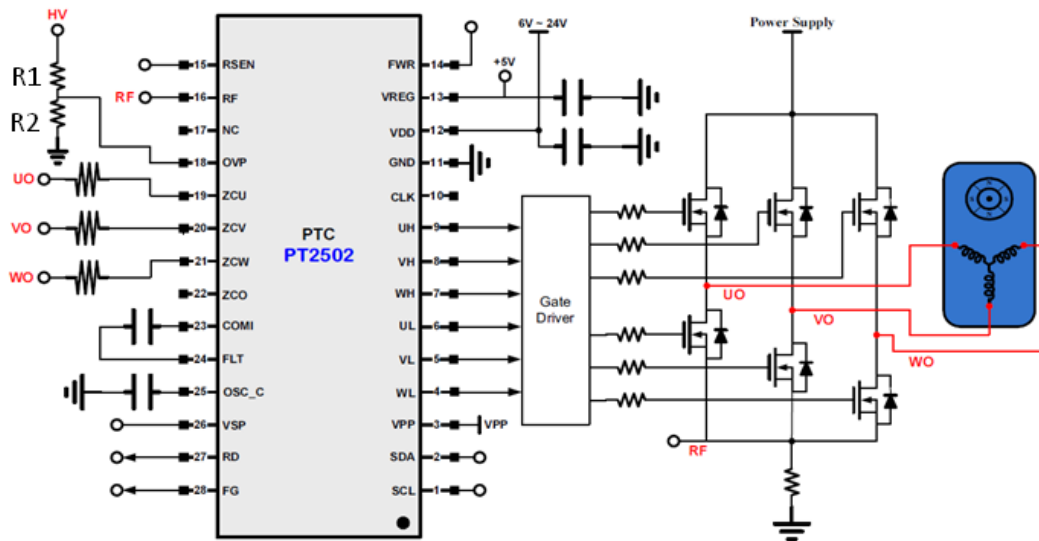 HV
R1
R2
UO
VO
WO
RF
15 RSEN
16 RF
17 NC
18 OVP
19 ZCU
20 ZCV
21 ZCW
22 ZCO
23 COMI
24 FLT
25 OSC_C
26 VSP
27 RD
28 FG
PTC
PT2502
FWR 14
VREG 13
VDD 12
GND 11
CLK 10
UH 9
VH 8
WH 7
UL 6
VL 5
WL 4
VPP 3
SDA 2
SCL 1
VPP
+5V
6V ~ 24V
Gate
Driver
Power Supply
UO
VO
WO
RF